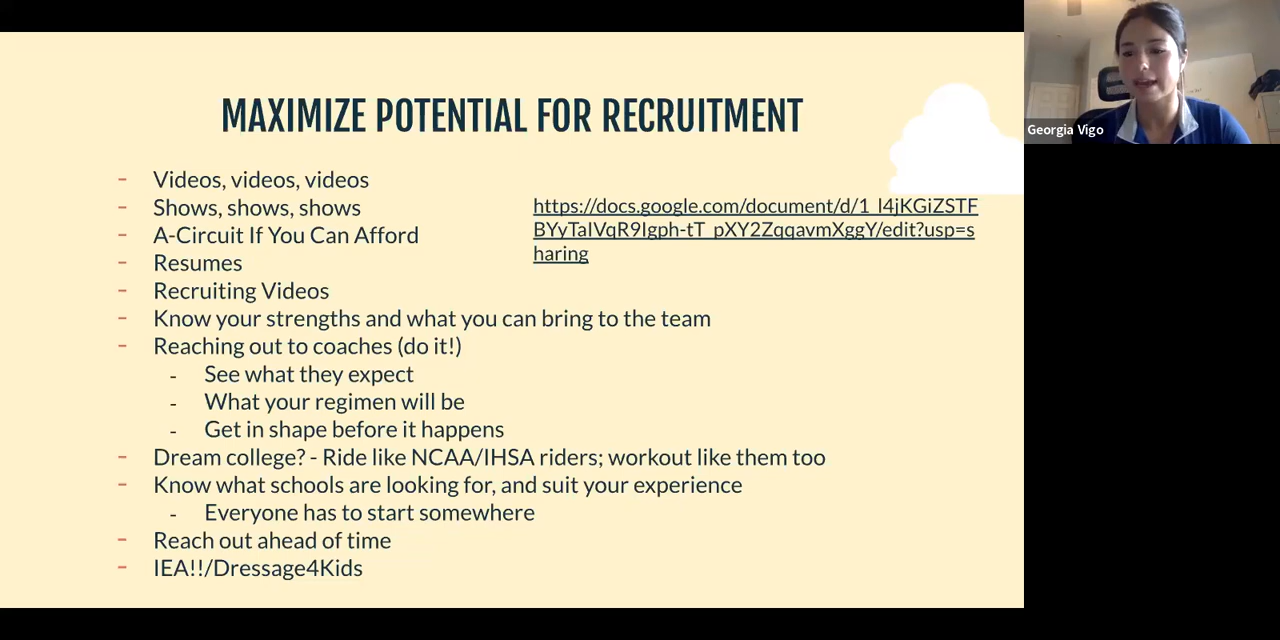 MAXIMIZE POTENTIAL FOR RECRUITMENT
- Videos, videos, videos
- Shows, shows, shows
- A-Circuit If You Can Afford
- Resumes
- Recruiting Videos
- Know your strengths and what you can bring to the team
- Reaching out to coaches (do it!)
- See what they expect
- What your regimen will be
- Get in shape before it happens
- Dream college? - Ride like NCAA/IHSA riders; workout like them too
- Know what schools are looking for, and suit your experience
- Everyone has to start somewhere
- Reach out ahead of time
- IEA!!/Dressage4Kids
https://docs.google.com/document/d/1_l4jKGiZSTF
BYyTaIVqR9Igph-tT_pXY2ZqqavmXggY/edit?usp=s
haring
Georgia Vigo